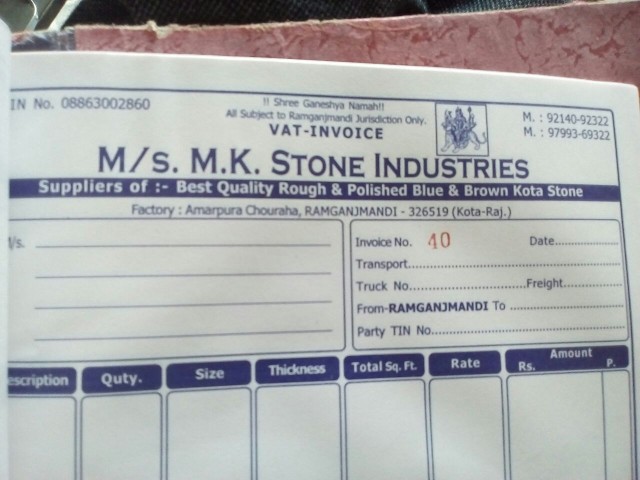 IN No. 08863002860
!! Shree Ganeshya Namah!!
All Subject to Ramganjmandi Jurisdiction Only.
VAT-INVOICE
M. : 92140-92322
M. : 97993-69322
M/s. M.K. STONE INDUSTRIES
Suppliers of :- Best Quality Rough & Polished Blue & Brown Kota Stone
Factory : Amarpura Chouraha, RAMGANJMANDI - 326519 (Kota-Raj.)
/s.
Invoice No. 40 Date
Transport
Truck No. Freight
From-RAMGANJMANDI To
Party TIN No.
escription Quty. Size Thickness Total Sq. Ft. Rate Amount
Rs. P.